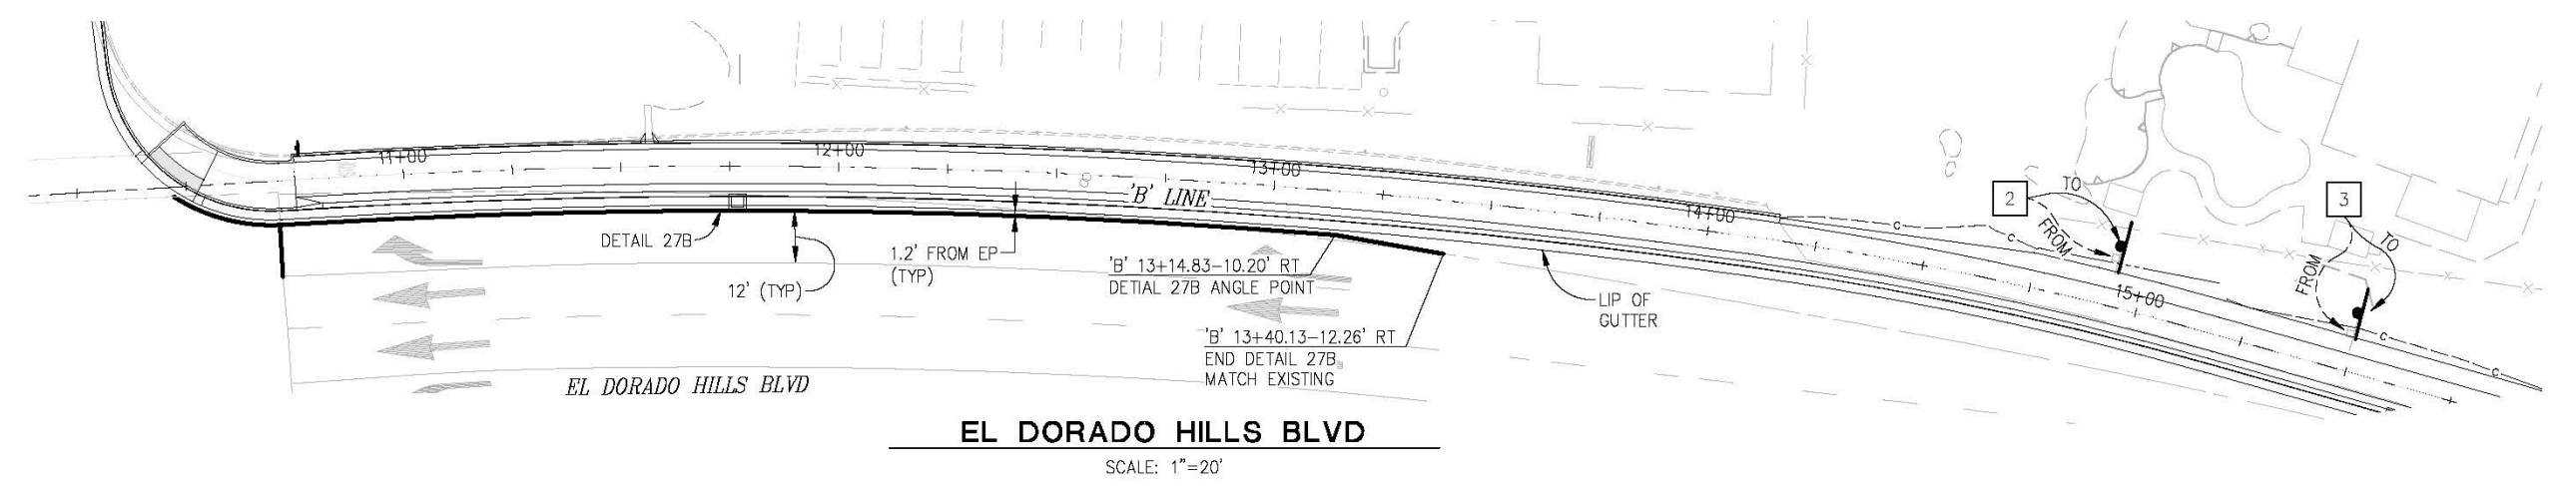 11+00
12+00
13+00
14+00
15+00
'B' LINE
DETAIL 27B
12' (TYP)
1.2' FROM EP
(TYP)
'B' 13+14.83-10.20' RT
DETIAL 27B ANGLE POINT
'B' 13+40.13-12.26' RT
END DETAIL 27B
MATCH EXISTING
LIP OF
GUTTER
2
TO
FROM
3
TO
FROM
C
C
C
C
C
EL DORADO HILLS BLVD
EL DORADO HILLS BLVD
SCALE: 1"=20'